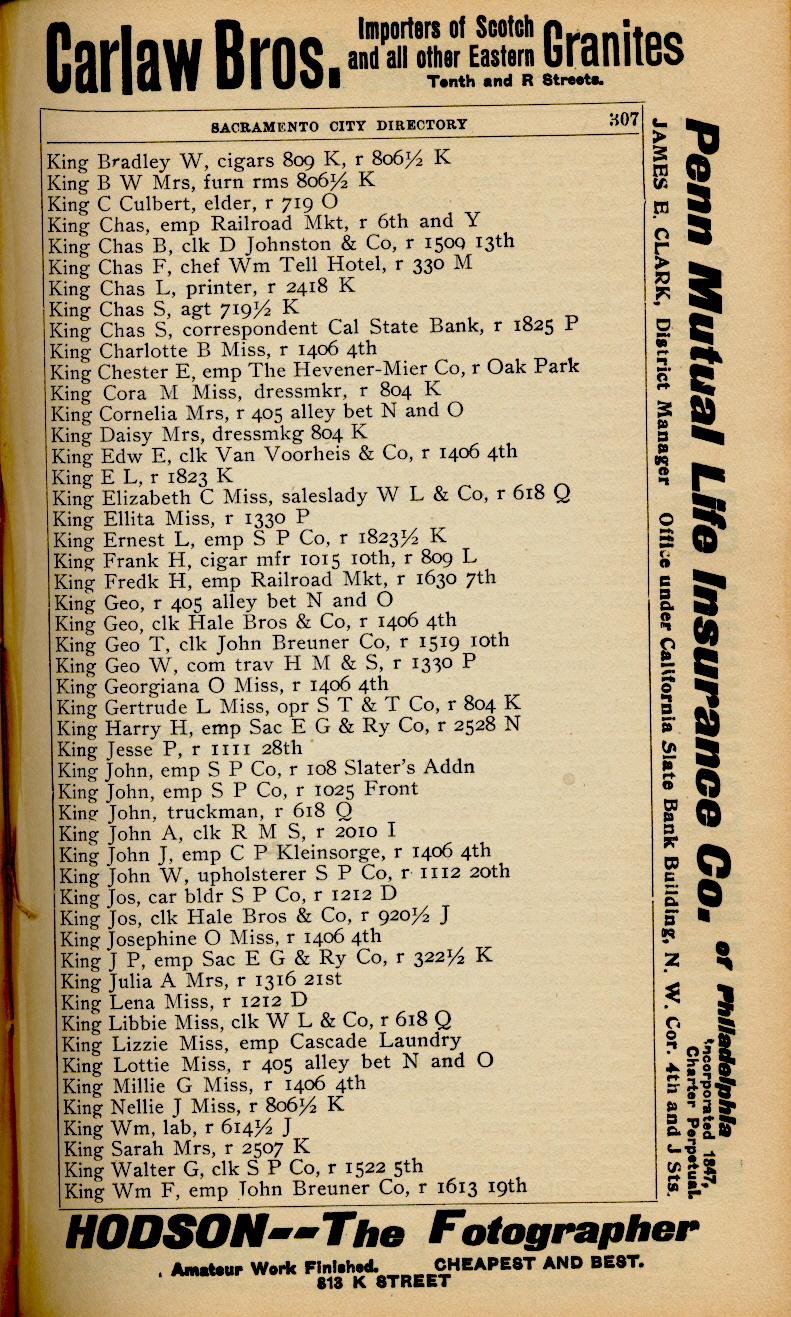 Carlaw Bros. Importers of Scotch
and all other Eastern Granites
Tenth and R Streets.
SACRAMENTO CITY DIRECTORY 307
King Bradley W, cigars 809 K, r 806½ K
King B W Mrs, furn rms 806½ K
King C Culbert, elder, r 719 O
King Chas, emp Railroad Mkt, r 6th and Y
King Chas B, clk D Johnston & Co, r 1509 13th
King Chas F, chef Wm Tell Hotel, r 330 M
King Chas L, printer, r 2418 K
King Chas S, agt 719½ K
King Chas S, correspondent Cal State Bank, r 1825 P
King Charlotte B Miss, r 1406 4th
King Chester E, emp The Hevener-Mier Co, r Oak Park
King Cora M Miss, dressmkr, r 804 K
King Cornelia Mrs, r 405 alley bet N and O
King Daisy Mrs, dressmkg 804 K
King Edw E, clk Van Voorheis & Co, r 1406 4th
King E L, r 1823 K
King Elizabeth C Miss, saleslady W L & Co, r 618 Q
King Ellita Miss, r 1330 P
King Ernest L, emp S P Co, r 1823½ K
King Frank H, cigar mfr 1015 10th, r 809 L
King Fredk H, emp Railroad Mkt, r 1630 7th
King Geo, r 405 alley bet N and O
King Geo, clk Hale Bros & Co, r 1406 4th
King Geo T, clk John Breuner Co, r 1519 10th
King Geo W, com trav H M & S, r 1330 P
King Georgiana O Miss, r 1406 4th
King Gertrude L Miss, opr S T & T Co, r 804 K
King Harry H, emp Sac E G & Ry Co, r 2528 N
King Jesse P, r 1111 28th
King John, emp S P Co, r 108 Slater's Addn
King John, emp S P Co, r 1025 Front
King John, truckman, r 618 Q
King John A, clk R M S, r 2010 I
King John J, emp C P Kleinsorge, r 1406 4th
King John W, upholsterer S P Co, r 1112 20th
King Jos, car bldr S P Co, r 1212 D
King Jos, clk Hale Bros & Co, r 920½ J
King Josephine O Miss, r 1406 4th
King J P, emp Sac E G & Ry Co, r 322½ K
King Julia A Mrs, r 1316 21st
King Lena Miss, r 1212 D
King Libbie Miss, clk W L & Co, r 618 Q
King Lizzie Miss, emp Cascade Laundry
King Lottie Miss, r 405 alley bet N and O
King Millie G Miss, r 1406 4th
King Nellie J Miss, r 806½ K
King Wm, lab, r 614½ J
King Sarah Mrs, r 2507 K
King Walter G, clk S P Co, r 1522 5th
King Wm F, emp John Breuner Co, r 1613 19th
Penn Mutual Life Insurance Co. of Philadelphia
Incorporated 1847,
Charter Perpetual.
JAMES E. CLARK, District Manager Office under California State Bank Building, N. W. Cor. 4th and J Sts.
HODSON--The Fotographer
Amateur Work Finished. CHEAPEST AND BEST.
813 K STREET